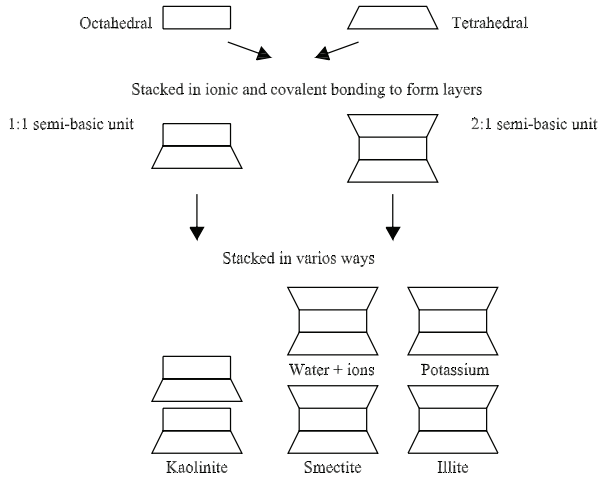 Octahedral
Tetrahedral
Stacked in ionic and covalent bonding to form layers
1:1 semi-basic unit
2:1 semi-basic unit
Stacked in varios ways
Water + ions
Potassium
Kaolinite
Smectite
Illite